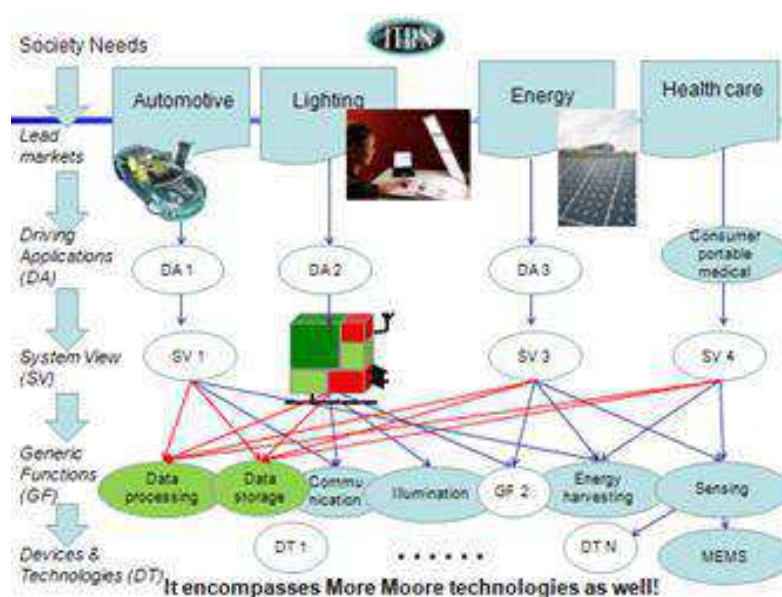 Society Needs
ITRS
Automotive
Lighting
Energy
Health care
Lead
markets
Driving
Applications
(DA)
DA 1
DA 2
DA 3
Consumer
portable
medical
System View
(SV)
SV 1
SV 3
SV 4
Generic
Functions
(GF)
Data
processing
Data
storage
Commu
nication
Illumination
GF 2
Energy
harvesting
Sensing
Devices &
Technologies (DT)
DT 1
......
DT N
MEMS
It encompasses More Moore technologies as well!